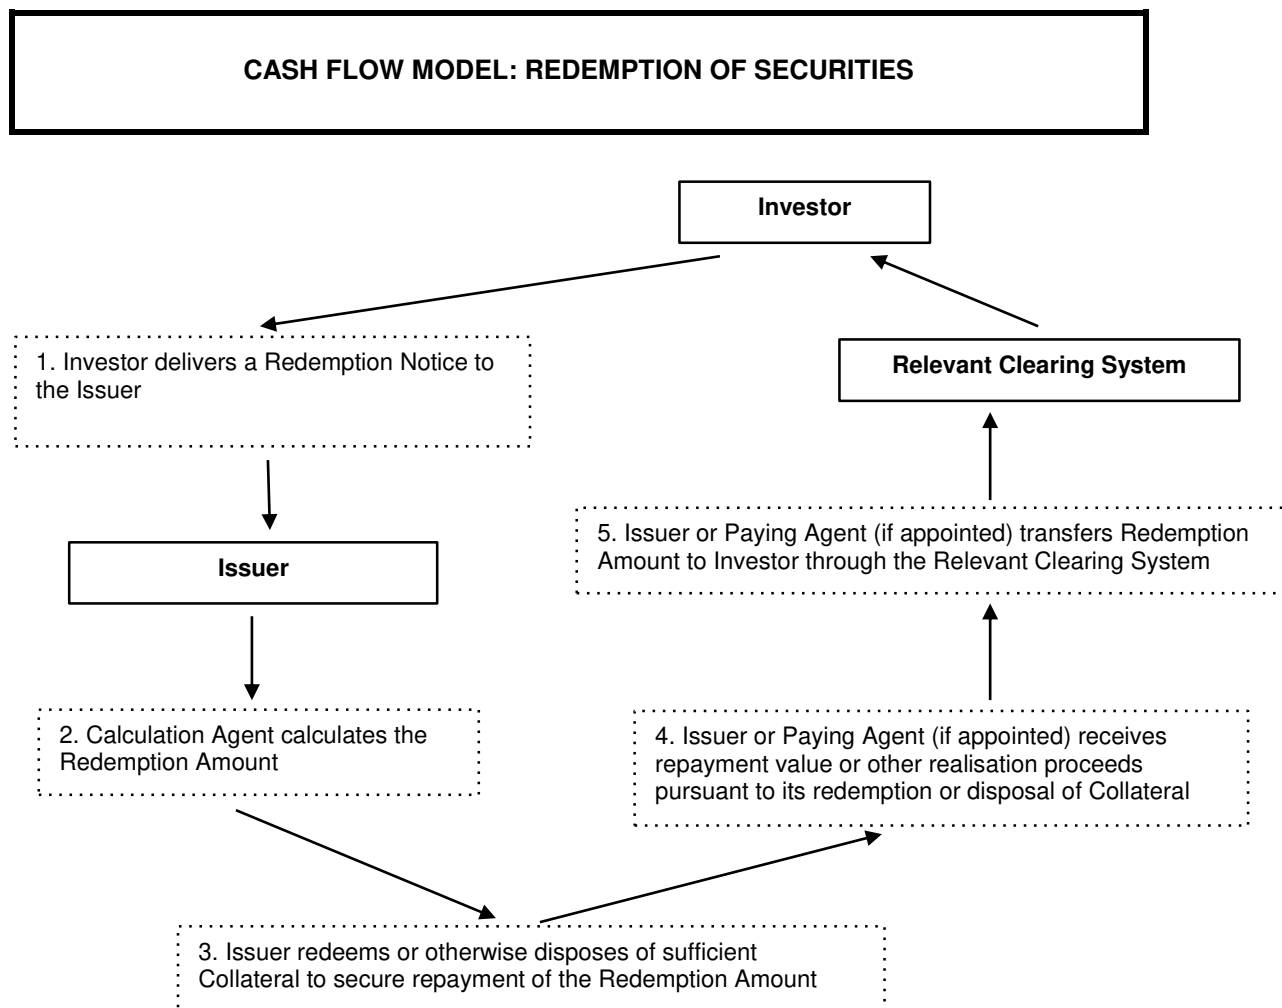 CASH FLOW MODEL: REDEMPTION OF SECURITIES
Investor
1. Investor delivers a Redemption Notice to
the Issuer
Relevant Clearing System
Issuer
5. Issuer or Paying Agent (if appointed) transfers Redemption
Amount to Investor through the Relevant Clearing System
2. Calculation Agent calculates the
Redemption Amount
4. Issuer or Paying Agent (if appointed) receives
repayment value or other realisation proceeds
pursuant to its redemption or disposal of Collateral
3. Issuer redeems or otherwise disposes of sufficient
Collateral to secure repayment of the Redemption Amount